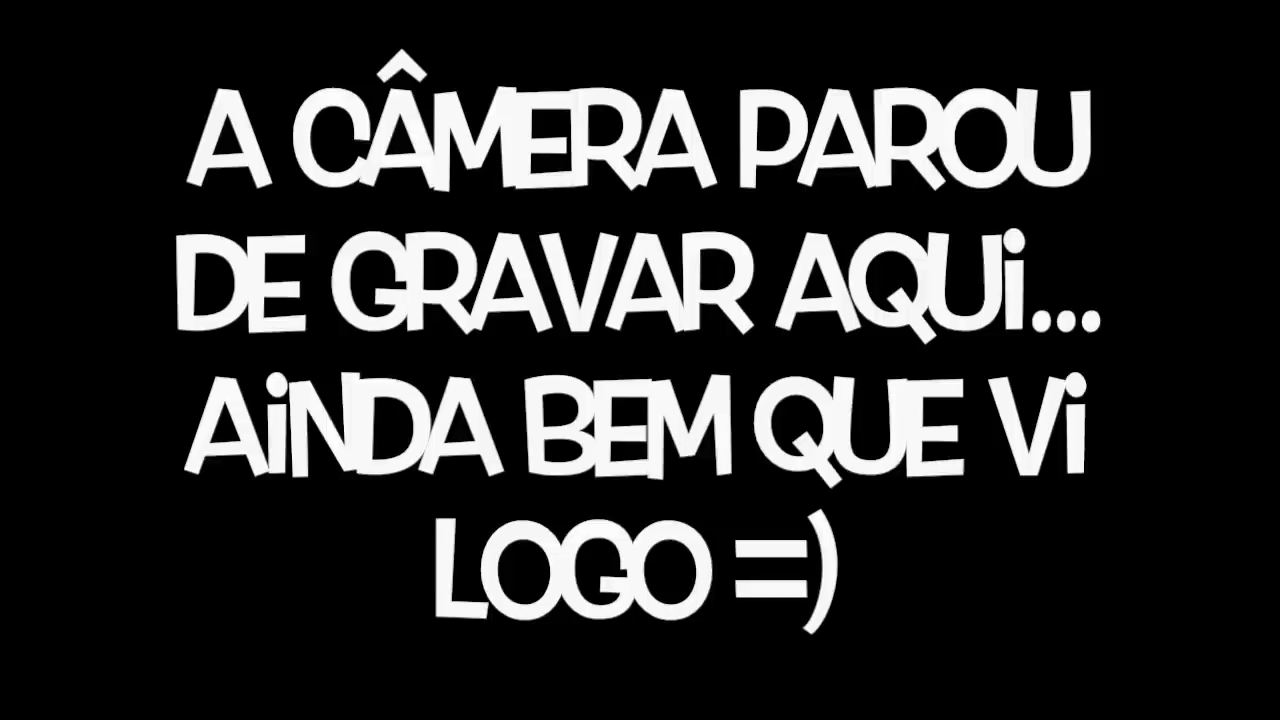 A CÂMERA PAROU
DE GRAVAR AQUi...
AiNDA BEM QUE Vi
LOGO =)